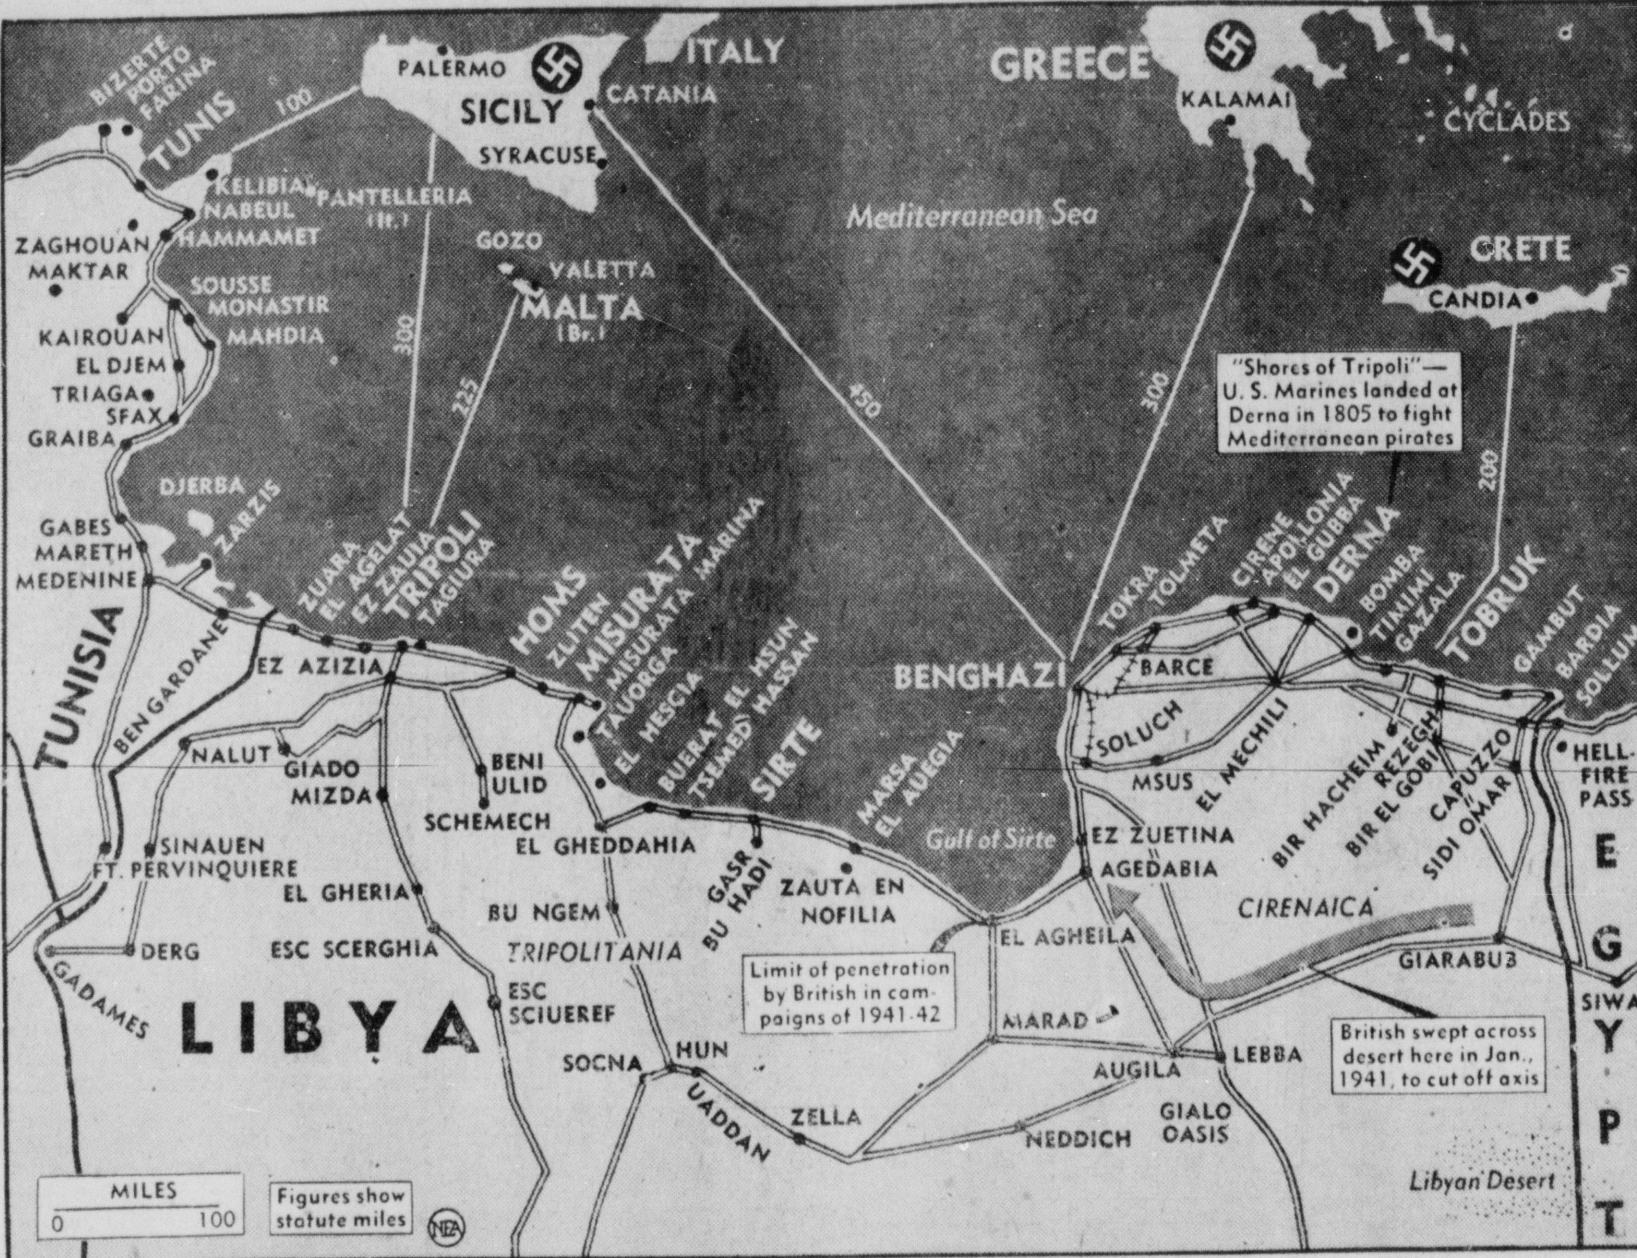 BIZERTE
PORTO
FARINA
TUNIS
100
PALERMO
SICILY
CATANIA
SYRACUSE
ITALY
GREECE
KALAMAI
CYCLADES
KELIBIA
NABEUL
HAMMAMET
PANTELLERIA
(It.)
Mediterranean Sea
ZAGHOUAN
MAKTAR
GOZO
VALETTA
MALTA
(Br.)
CRETE
CANDIA
SOUSSE
MONASTIR
MAHDIA
KAIROUAN
EL DJEM
TRIAGA
SFAX
GRAIBA
300
225
450
300
200
"Shores of Tripoli"—
U. S. Marines landed at
Derna in 1805 to fight
Mediterranean pirates
DJERBA
ZARZIS
GABES
MARETH
MEDENINE
TUNISIA
BEN GARDANE
ZUARA
EL AGELAT
EZ ZAUIA
TRIPOLI
TAGIURA
HOMS
ZUTEN
MISURATA
MISURATA MARINA
TAUORGA
EL HESCIA
BUERAT EL HSUN
TSEMED HASSAN
SIRTE
MARSA
EL AUEGIA
BENGHAZI
TOKRA
TOLMETA
CIRENE
APOLLONIA
EL GUBBA
DERNA
BOMBA
TIMIMI
GAZALA
TOBRUK
GAMBUT
BARDIA
SOLLUM
EZ AZIZIA
BARCE
SOLUCH
MSUS
EL MECHILI
BIR HACHEIM
REZEGH
BIR EL GOBI
CAPUZZO
SIDI OMAR
HELL-
FIRE
PASS
NALUT
GIADO
MIZDA
BENI
ULID
SCHEMECH
EL GHEDDAHIA
Gulf of Sirte
EZ ZUETINA
AGEDABIA
SINAUEN
FT. PERVINQUIERE
EL GHERIA
BU NGEM
GASR
BU HADI
ZAUTA EN
NOFILIA
CIRENAICA
EL AGHEILA
DERG
GADAMES
ESC SCERGHIA
TRIPOLITANIA
Limit of penetration
by British in cam-
paigns of 1941-42
GIARABUB
SIWA
LIBYA
ESC
SCIUEREF
MARAD
British swept across
desert here in Jan.,
1941, to cut off axis
SOCNA
HUN
UADDAN
ZELLA
AUGILA
LEBBA
GIALO
OASIS
NEDDICH
Libyan Desert
EGYPT
MILES
0 100
Figures show
statute miles
NEA